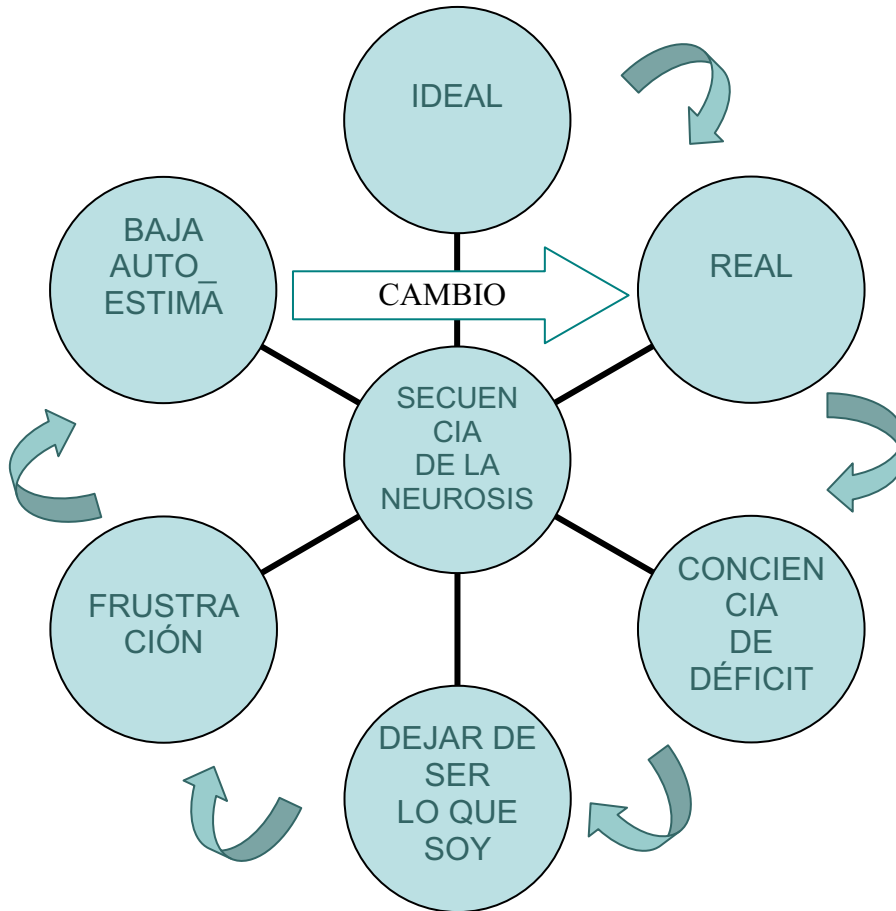 IDEAL
REAL
CONCIEN
CIA
DE
DÉFICIT
DEJAR DE
SER
LO QUE
SOY
FRUSTRA
CIÓN
BAJA
AUTO_
ESTIMA
CAMBIO
SECUEN
CIA
DE LA
NEUROSIS